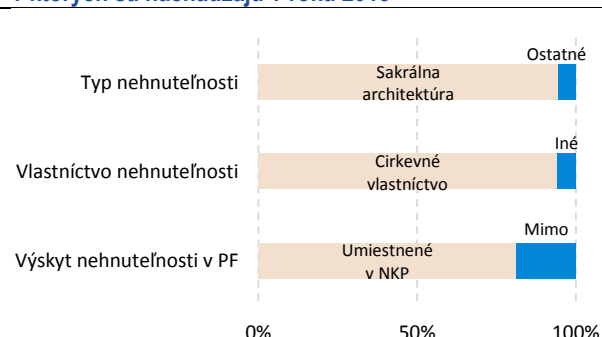 Ostatné
Typ nehnuteľnosti
Sakrálna
architektúra
Iné
Vlastníctvo nehnuteľnosti
Cirkevné
vlastníctvo
Mimo
Výskyt nehnuteľnosti v PF
Umiestnené
v NKP
0%
50%
100%